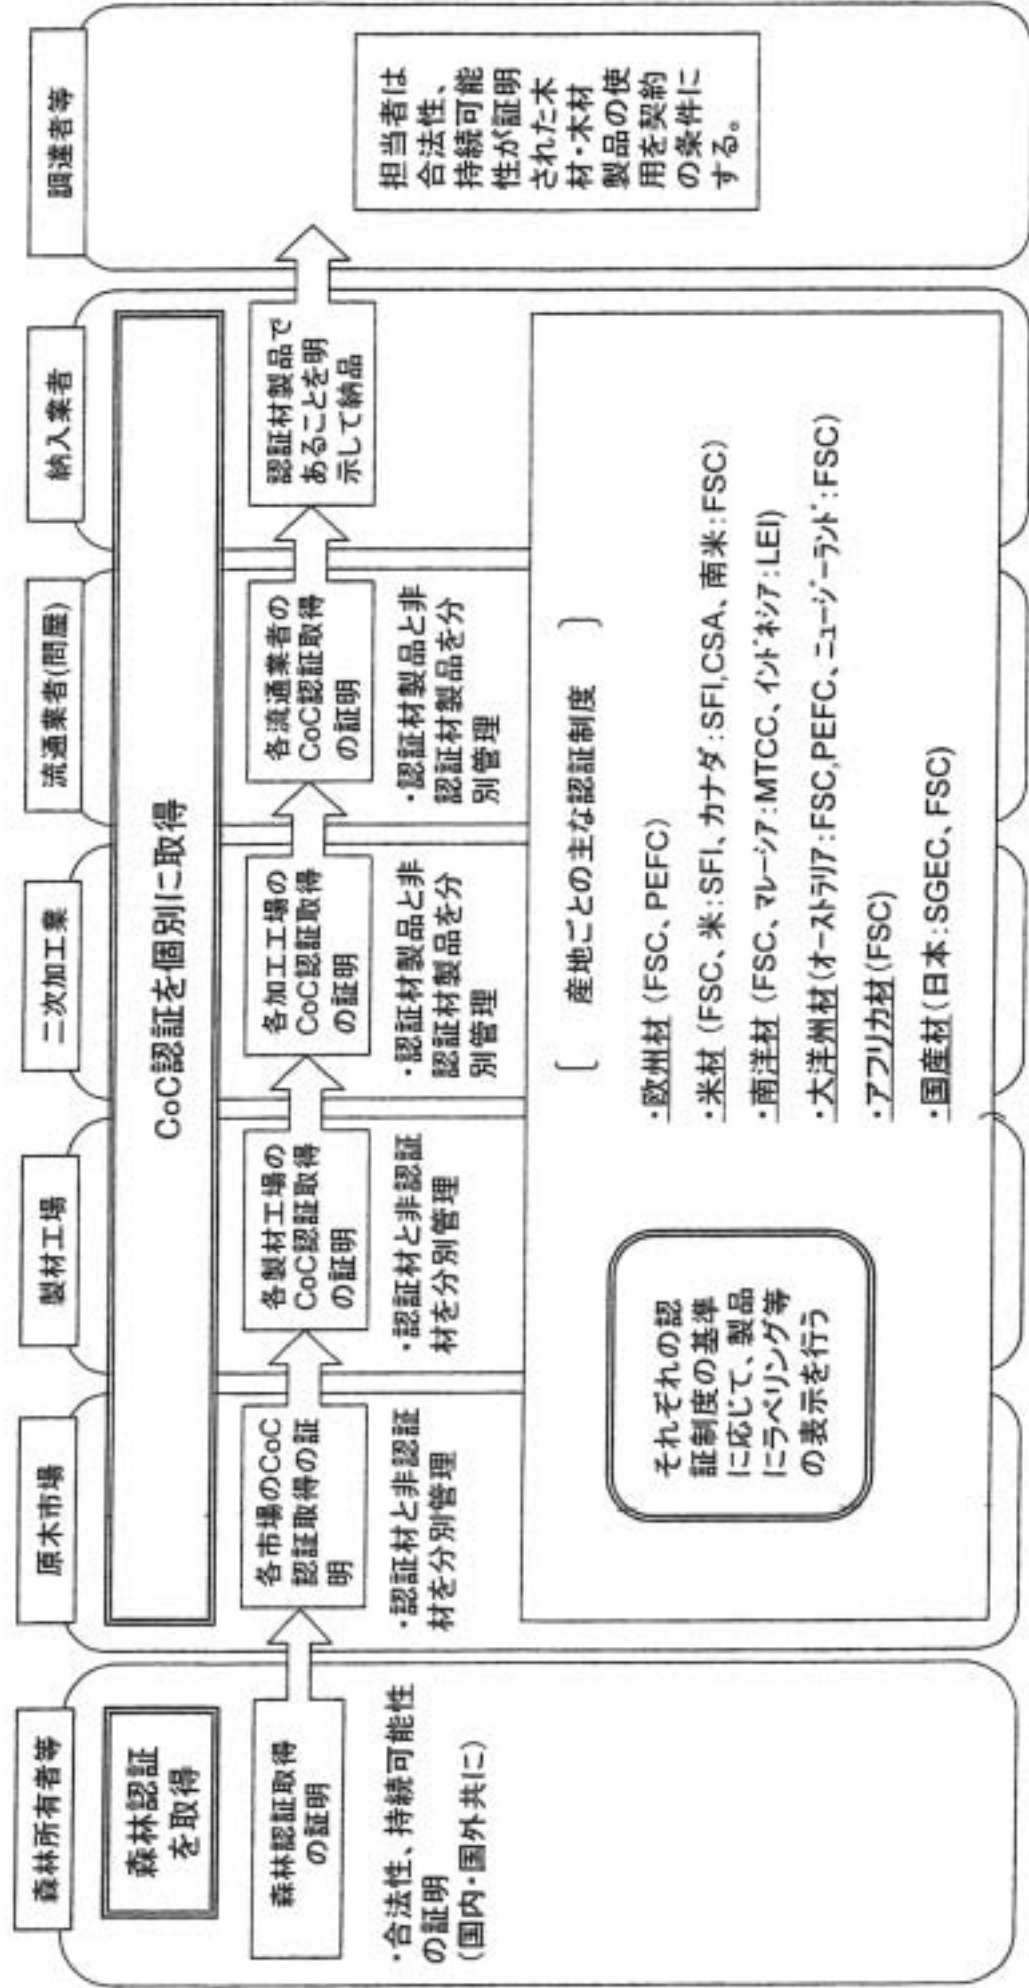 森林所有者等
森林認証
を取得
森林認証取得
の証明
・合法性、持続可能性
の証明
(国内・国外共に)
原木市場
製材工場
二次加工業
流通業者(問屋)
納入業者
調達者等
CoC認証を個別に取得
各市場のCoC
認証取得の証
明
・認証材と非認証
材を分別管理
各製材工場の
CoC認証取得
の証明
・認証材と非認証
材を分別管理
各加工工場の
CoC認証取得
の証明
・認証材製品と非
認証材製品を分
別管理
各流通業者の
CoC認証取得
の証明
・認証材製品と非
認証材製品を分
別管理
認証材製品で
あることを明
示して納品
担当者は
合法性、
持続可能
性が証明
された木
材・木材
製品の使
用を契約
の条件に
する。
それぞれの認
証制度の基準
に応じて、製品
にラベリング等
の表示を行う
〔 産地ごとの主な認証制度 〕
・欧州材 (FSC、PEFC)
・米材 (FSC、米:SFI、カナダ:SFI,CSA、南米:FSC)
・南洋材 (FSC、マレーシア:MTCC、インドネシア:LEI)
・大洋州材(オーストラリア:FSC,PEFC、ニュージーランド:FSC)
・アフリカ材(FSC)
・国産材(日本:SGEC、FSC)